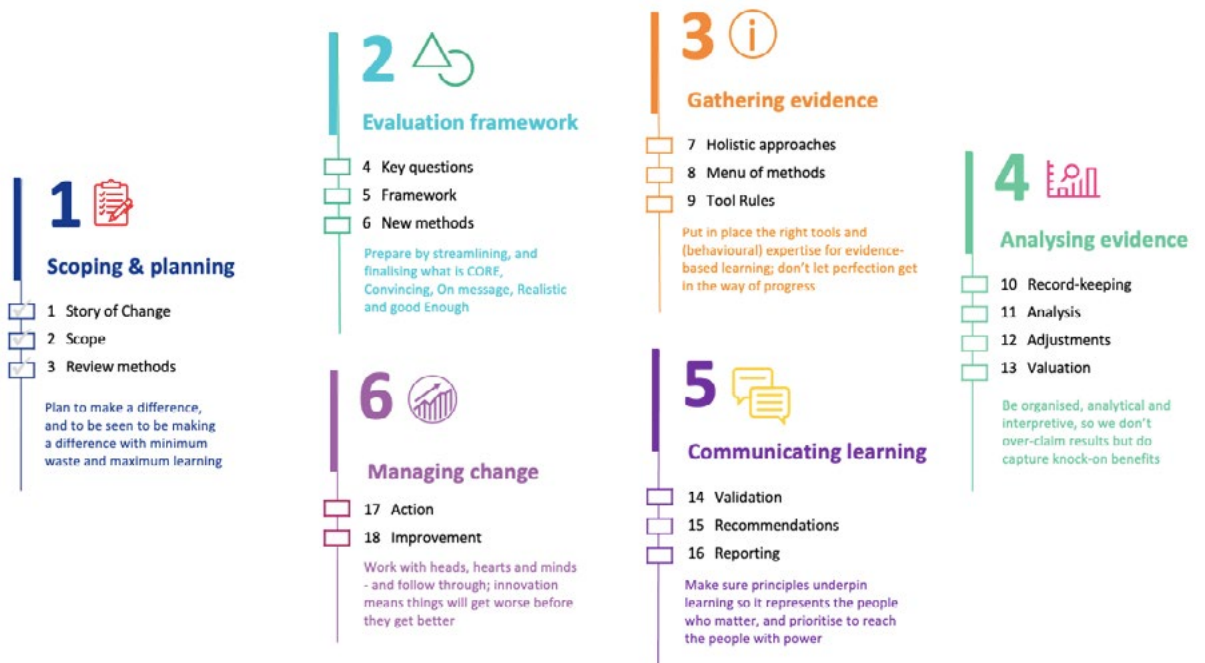 1
Scoping & planning
1 Story of Change
2 Scope
3 Review methods
Plan to make a difference,
and to be seen to be making
a difference with minimum
waste and maximum learning
2
Evaluation framework
4 Key questions
5 Framework
6 New methods
Prepare by streamlining, and
finalising what is CORE,
Convincing, On message, Realistic
and good Enough
3
i
Gathering evidence
7 Holistic approaches
8 Menu of methods
9 Tool Rules
Put in place the right tools and
(behavioural) expertise for evidence-
based learning; don't let perfection get
in the way of progress
4
Analysing evidence
10 Record-keeping
11 Analysis
12 Adjustments
13 Valuation
Be organised, analytical and
interpretive, so we don't
over-claim results but do
capture knock-on benefits
5
Communicating learning
14 Validation
15 Recommendations
16 Reporting
Make sure principles underpin
learning so it represents the people
who matter, and prioritise to reach
the people with power
6
Managing change
17 Action
18 Improvement
Work with heads, hearts and minds
- and follow through; innovation
means things will get worse before
they get better